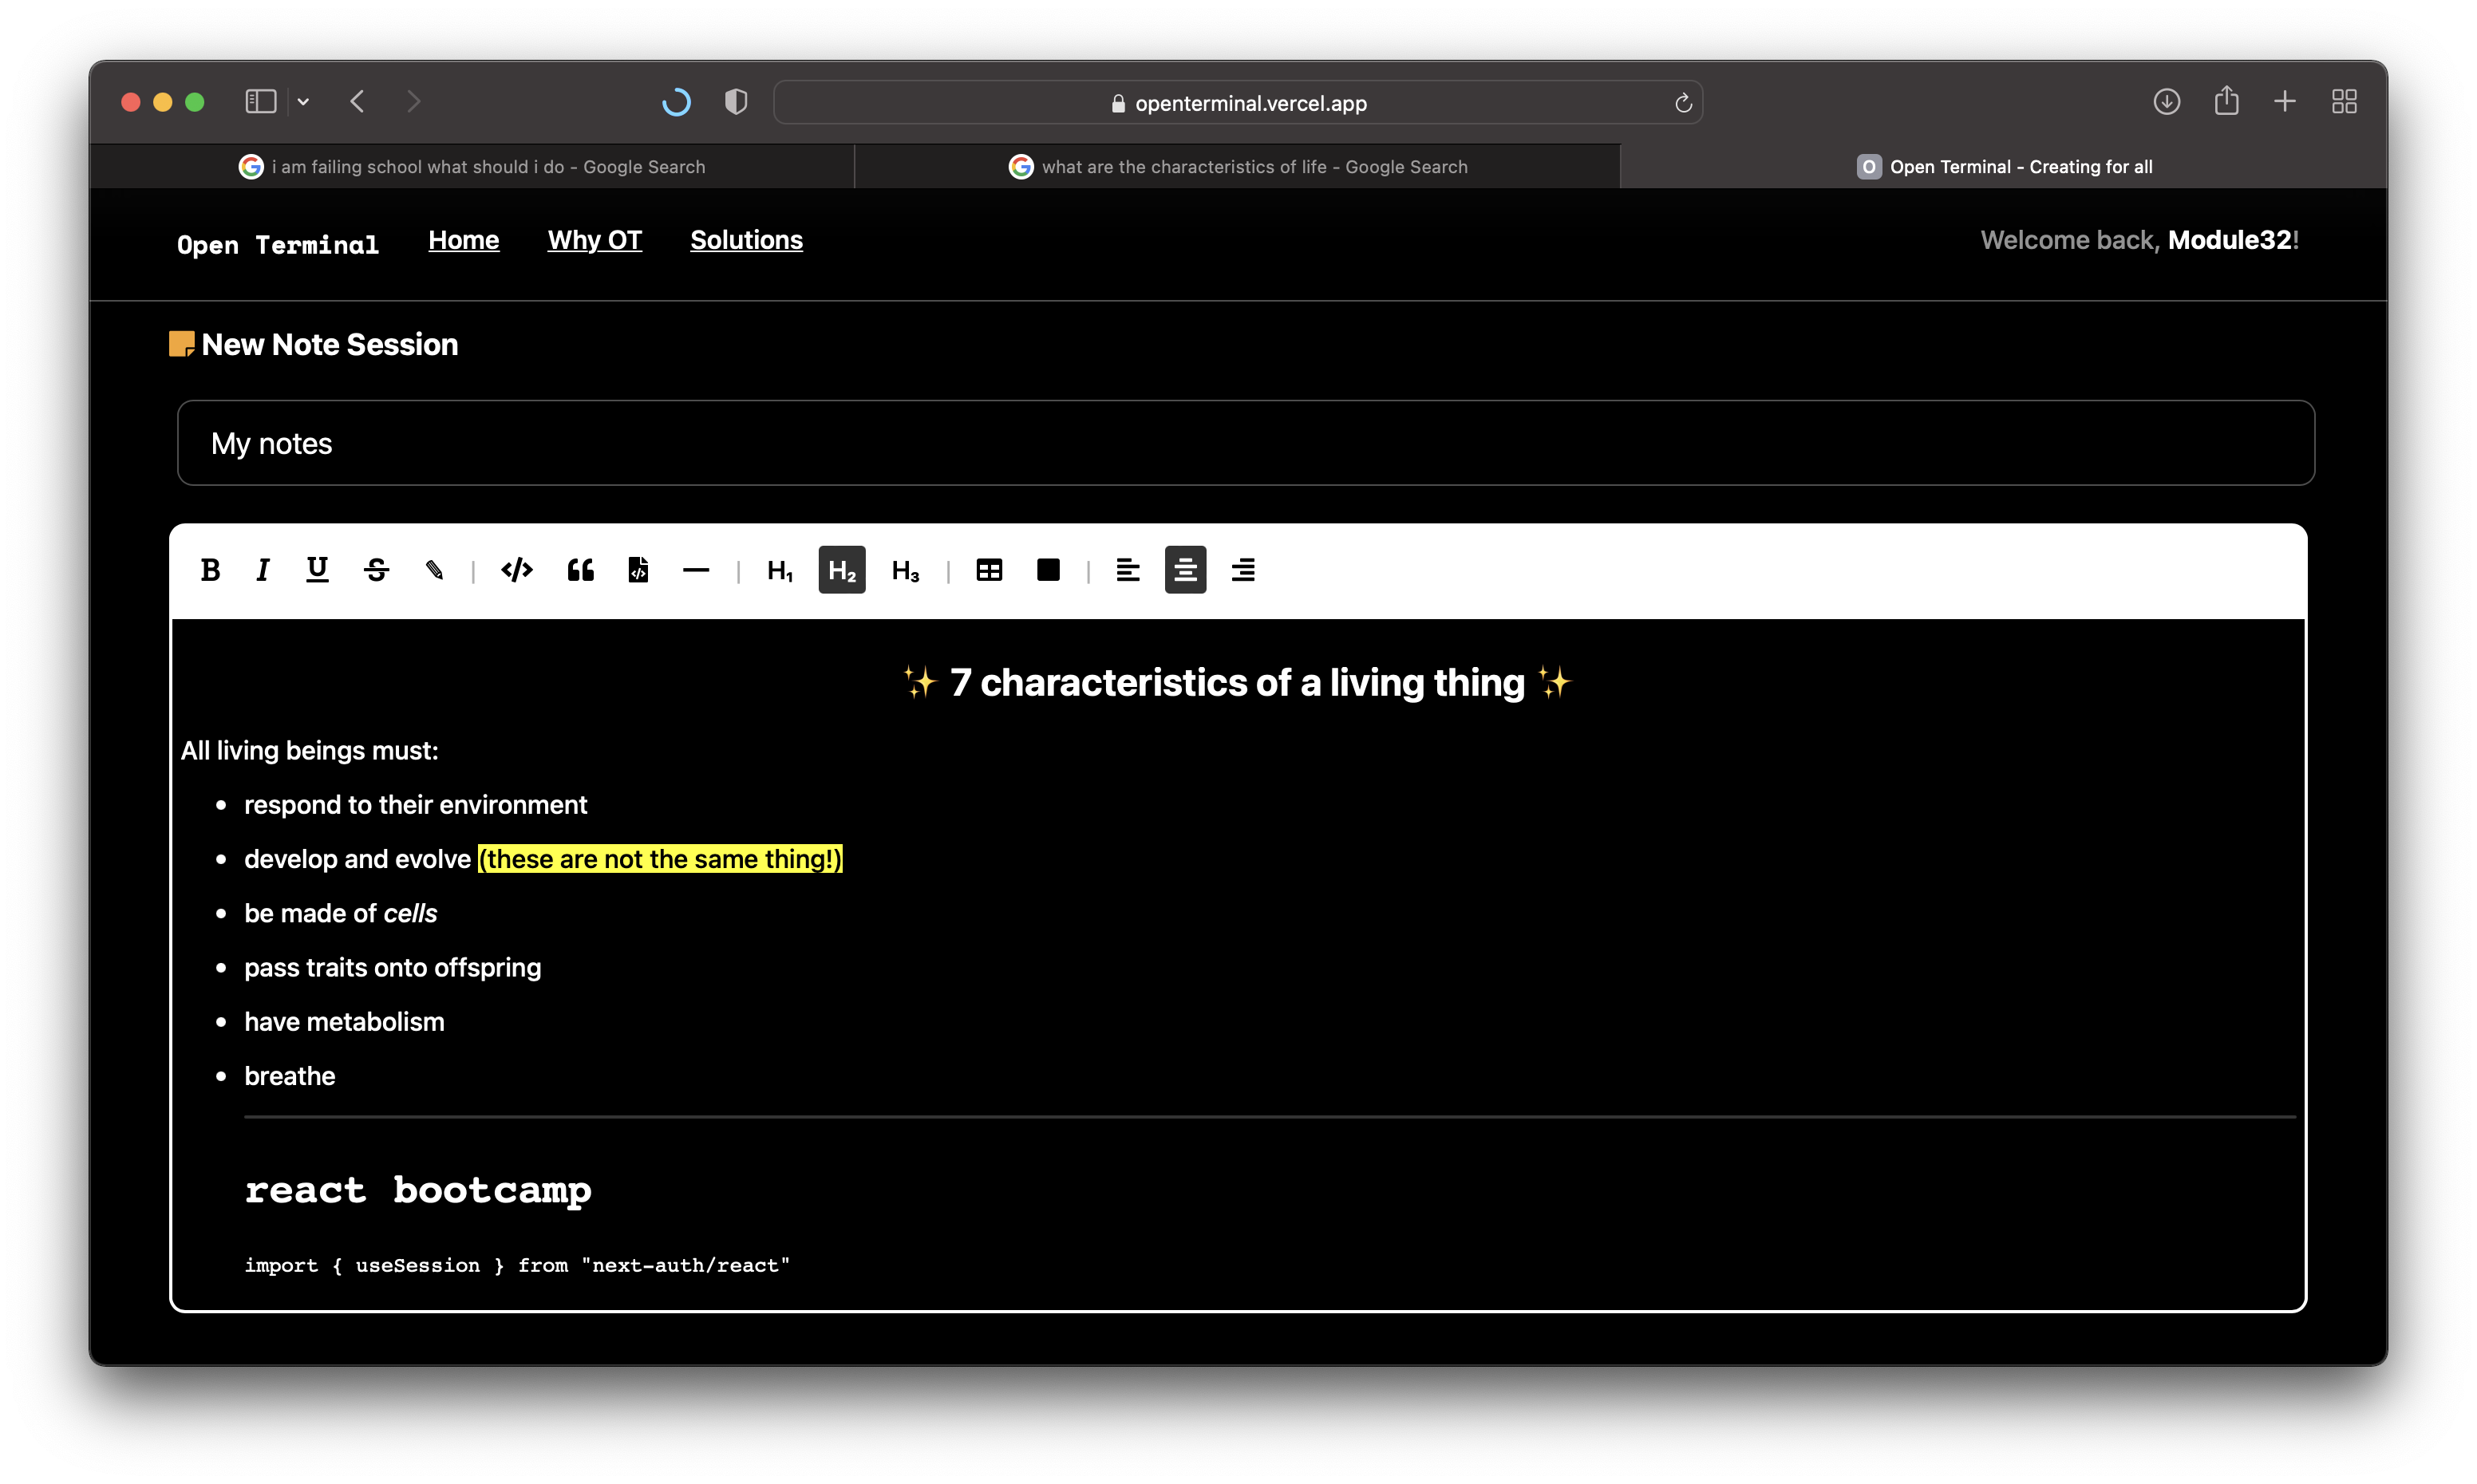 openterminal.vercel.app
i am failing school what should i do - Google Search
what are the characteristics of life - Google Search
O Open Terminal - Creating for all
Open Terminal Home Why OT Solutions Welcome back, Module32!
New Note Session
My notes
B I U S | </> | H1 H2 H3 | |
✨ 7 characteristics of a living thing ✨
All living beings must:
• respond to their environment
• develop and evolve (these are not the same thing!)
• be made of cells
• pass traits onto offspring
• have metabolism
• breathe
react bootcamp
import { useSession } from "next-auth/react"